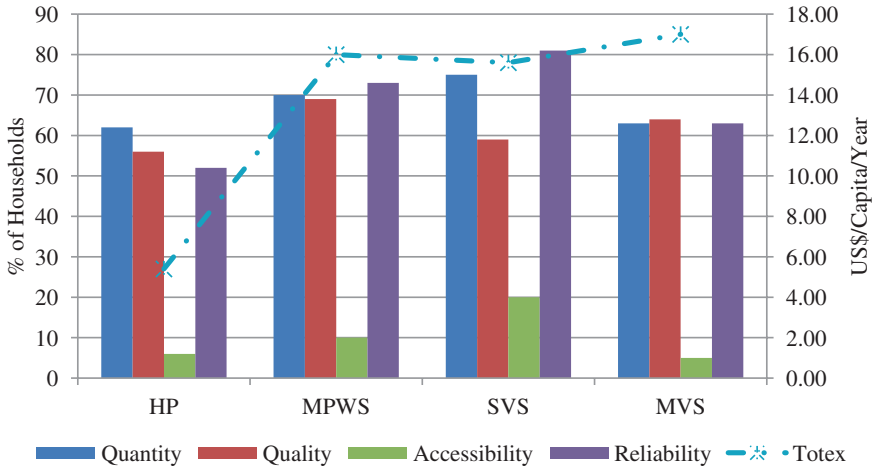 90 18.00
80 16.00
70 14.00
60 12.00
50 10.00
40 8.00
30 6.00
20 4.00
10 2.00
0 0.00
% of Households
US$/Capita/Year
HP MPWS SVS MVS
Quantity Quality Accessibility Reliability Totex